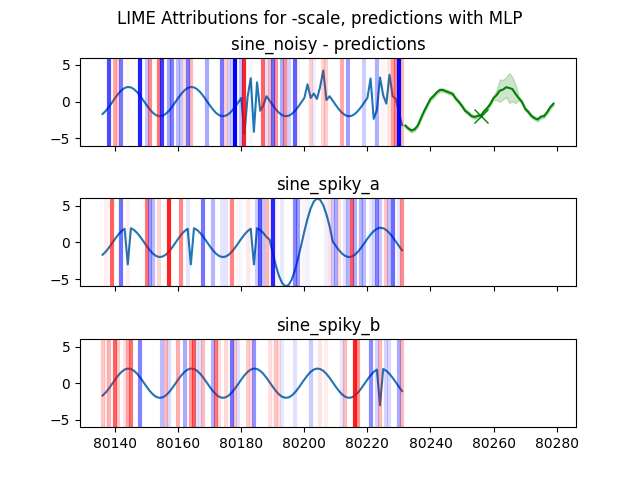 LIME Attributions for -scale, predictions with MLP
sine_noisy - predictions
5
0
−5
sine_spiky_a
5
0
−5
sine_spiky_b
5
0
−5
80140 80160 80180 80200 80220 80240 80260 80280